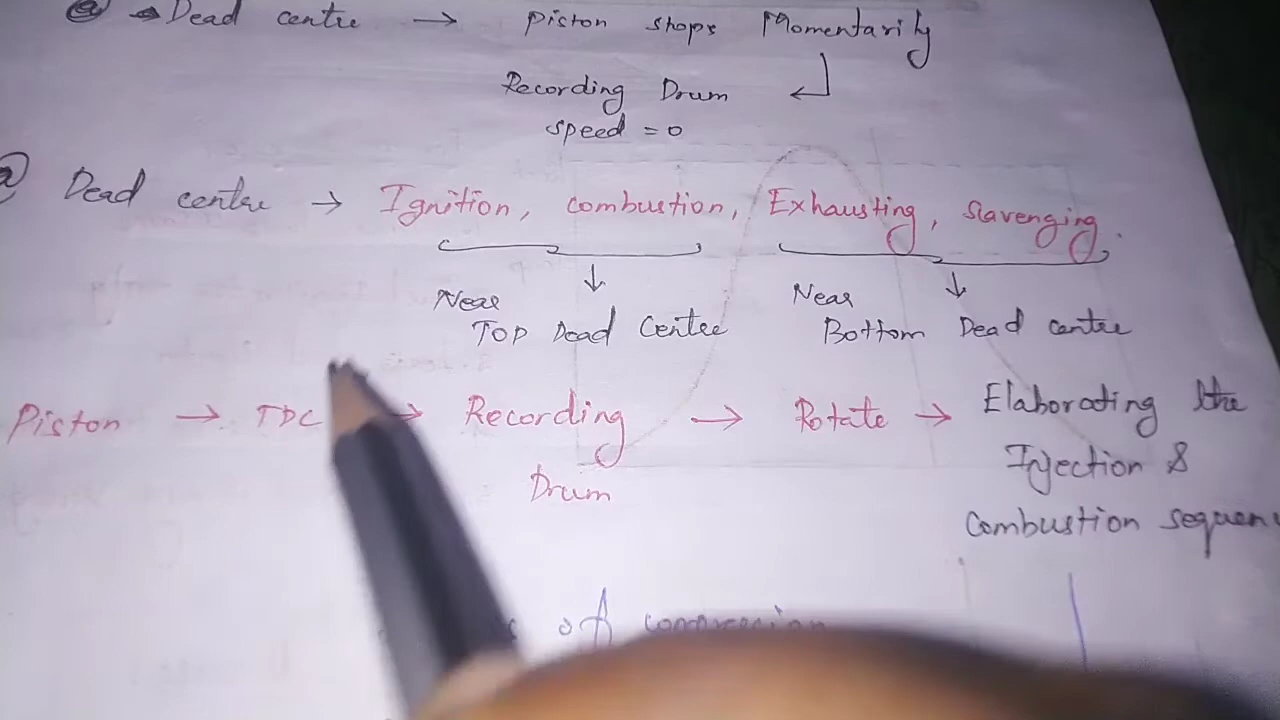 @ → Dead centre → piston stops Momentarily
Recording Drum
speed = 0
@ Dead centre → Ignition, combustion, Exhausting, Scavenging.
Near Near
TOP Dead Centre Bottom Dead centre
Piston → TDC → Recording → Rotate → Elaborating the
Drum Injection &
Combustion sequen
of